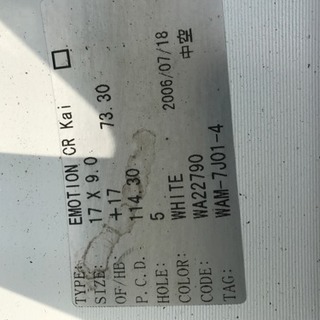 TYPE: EMOTION CR Kai
SIZE: 17 X 9.0
OF/HB: +17 73.30
P.C.D. 114.30
HOLE: 5 2006/07/18
COLOR: WHITE 中空
CODE: WA22790
TAG: WAM-7J01-4